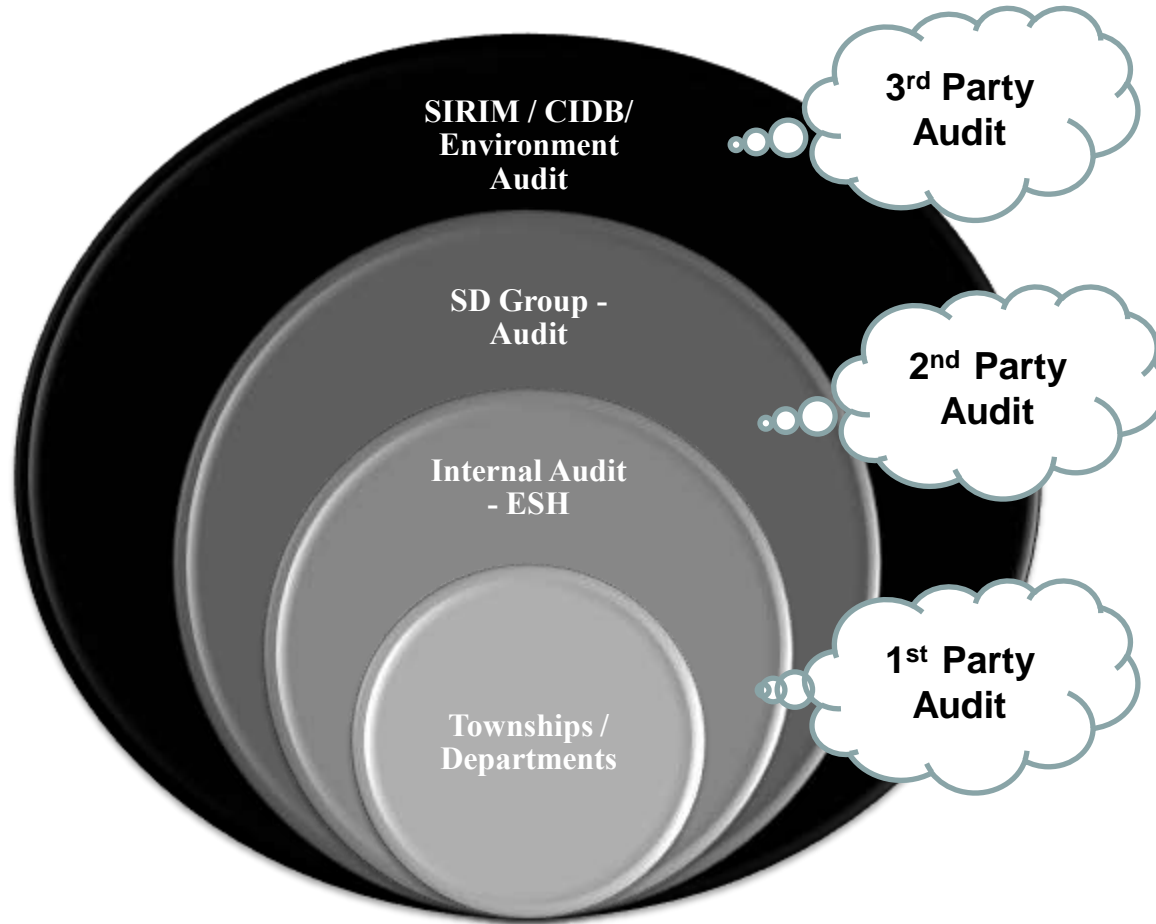 SIRIM / CIDB/
Environment
Audit
3rd Party
Audit
SD Group -
Audit
2nd Party
Audit
Internal Audit
- ESH
1st Party
Audit
Townships /
Departments